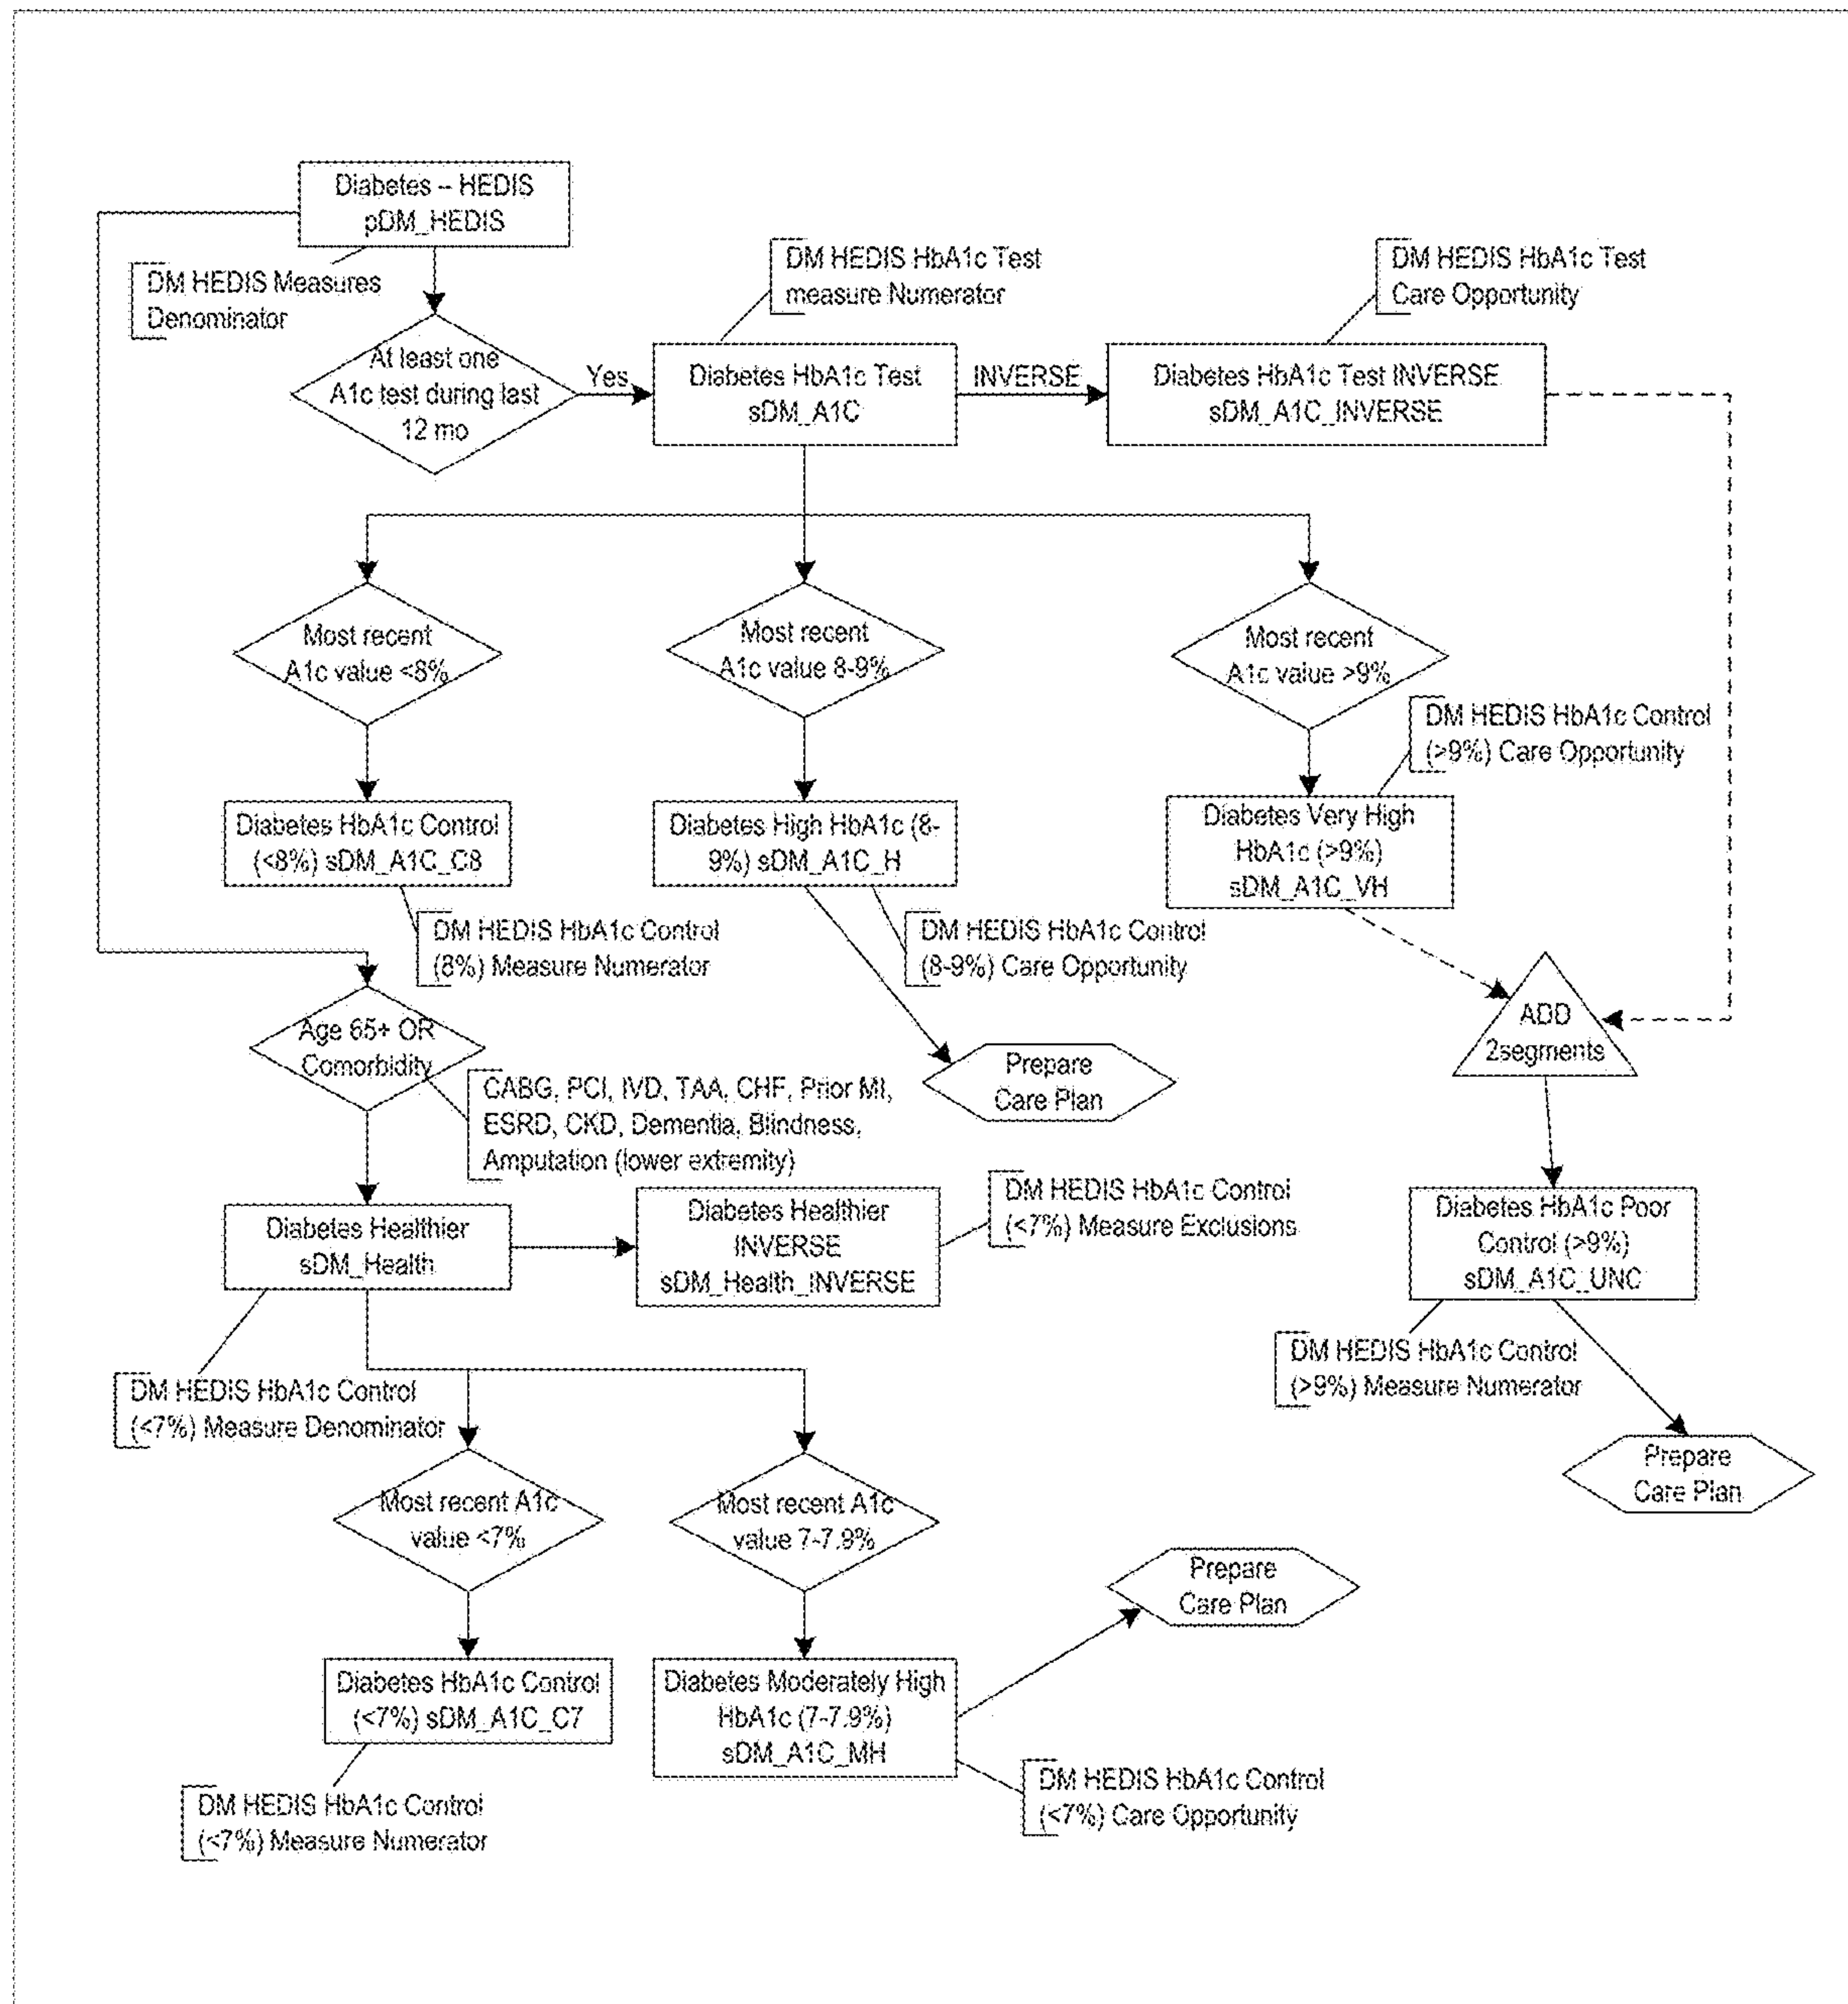 Diabetes – HEDIS
pDM_HEDIS
DM HEDIS Measures
Denominator
At least one
A1c test during last
12 mo
Yes
DM HEDIS HbA1c Test
measure Numerator
Diabetes HbA1c Test
sDM_A1C
INVERSE
DM HEDIS HbA1c Test
Care Opportunity
Diabetes HbA1c Test INVERSE
sDM_A1C_INVERSE
Most recent
A1c value <8%
Most recent
A1c value 8-9%
Most recent
A1c value >9%
DM HEDIS HbA1c Control
(>9%) Care Opportunity
Diabetes HbA1c Control
(<8%) sDM_A1C_C8
Diabetes High HbA1c (8-
9%) sDM_A1C_H
Diabetes Very High
HbA1c (>9%)
sDM_A1C_VH
DM HEDIS HbA1c Control
(8%) Measure Numerator
DM HEDIS HbA1c Control
(8-9%) Care Opportunity
Age 65+ OR
Comorbidity
CABG, PCI, IVD, TAA, CHF, Prior MI,
ESRD, CKD, Dementia, Blindness,
Amputation (lower extremity)
Prepare
Care Plan
ADD
2segments
Diabetes Healthier
sDM_Health
Diabetes Healthier
INVERSE
sDM_Health_INVERSE
DM HEDIS HbA1c Control
(<7%) Measure Exclusions
Diabetes HbA1c Poor
Control (>9%)
sDM_A1C_UNC
DM HEDIS HbA1c Control
(<7%) Measure Denominator
DM HEDIS HbA1c Control
(>9%) Measure Numerator
Prepare
Care Plan
Most recent A1c
value <7%
Most recent A1c
value 7-7.9%
Prepare
Care Plan
Diabetes HbA1c Control
(<7%) sDM_A1C_C7
Diabetes Moderately High
HbA1c (7-7.9%)
sDM_A1C_MH
DM HEDIS HbA1c Control
(<7%) Measure Numerator
DM HEDIS HbA1c Control
(<7%) Care Opportunity